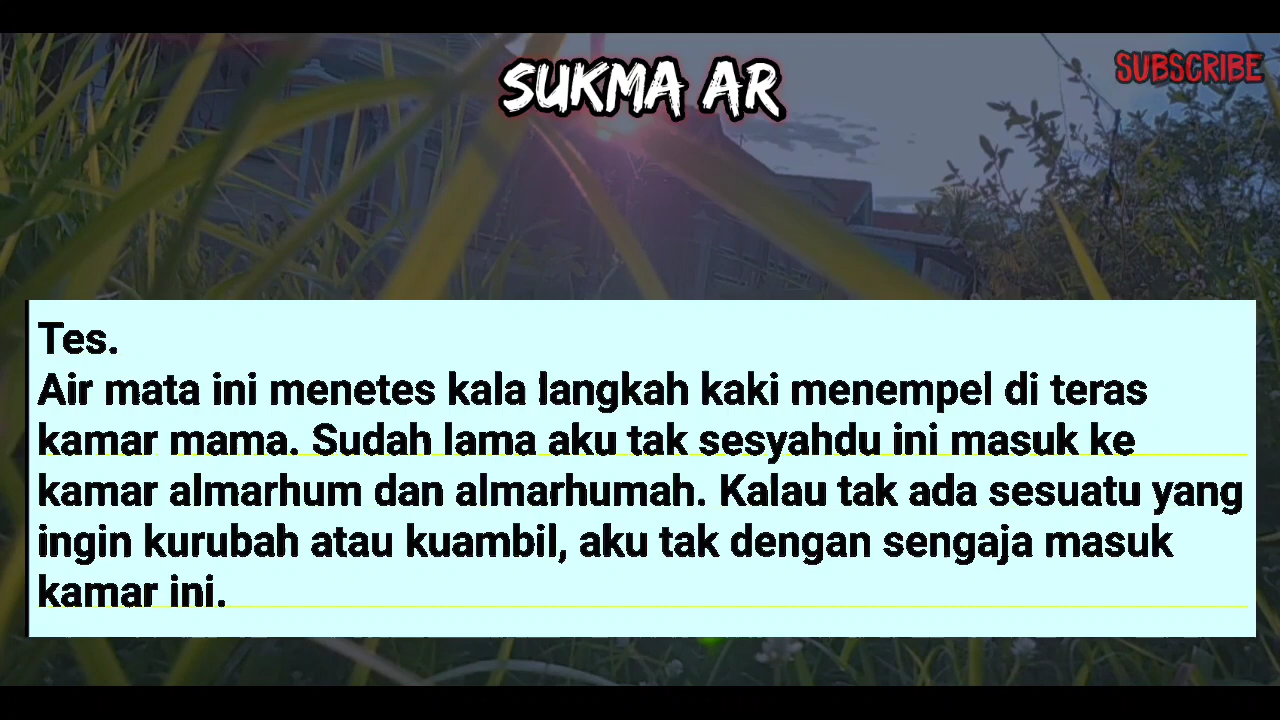 SUKMA AR
SUBSCRIBE
Tes.
Air mata ini menetes kala langkah kaki menempel di teras
kamar mama. Sudah lama aku tak sesyahdu ini masuk ke
kamar almarhum dan almarhumah. Kalau tak ada sesuatu yang
ingin kurubah atau kuambil, aku tak dengan sengaja masuk
kamar ini.